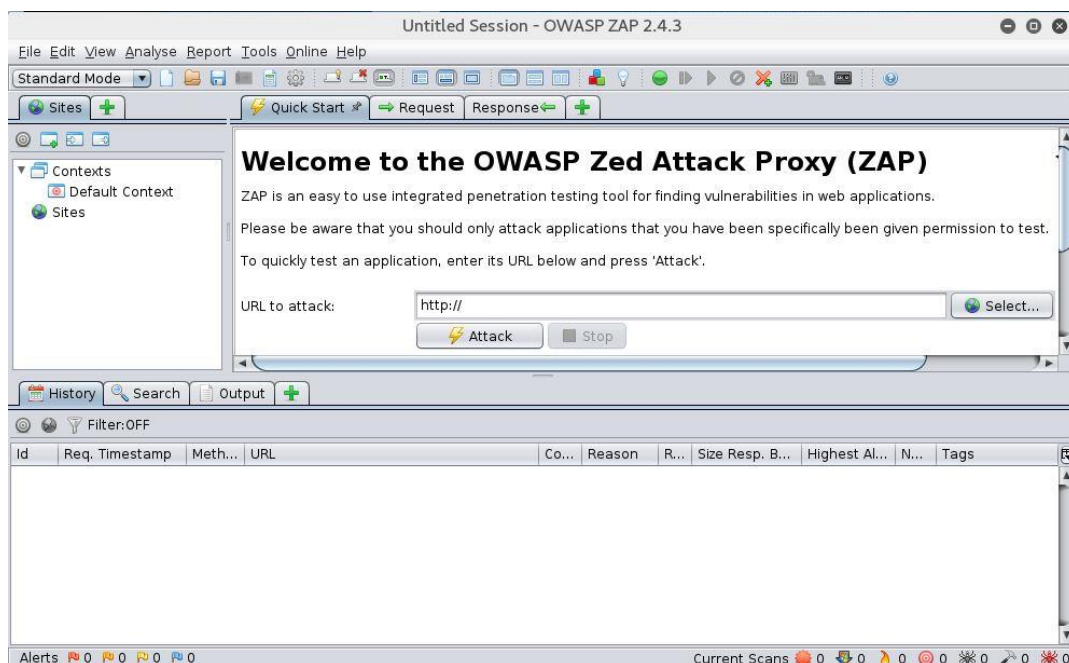 Untitled Session - OWASP ZAP 2.4.3
File Edit View Analyse Report Tools Online Help
Standard Mode
Sites
Quick Start
Request
Response
Contexts
Default Context
Sites
Welcome to the OWASP Zed Attack Proxy (ZAP)
ZAP is an easy to use integrated penetration testing tool for finding vulnerabilities in web applications.
Please be aware that you should only attack applications that you have been specifically been given permission to test.
To quickly test an application, enter its URL below and press 'Attack'.
URL to attack: http:// Select...
Attack Stop
History Search Output
Filter:OFF
Id Req. Timestamp Meth... URL Co... Reason R... Size Resp. B... Highest Al... N... Tags
Alerts 0 0 0 0 Current Scans 0 0 0 0 0 0 0